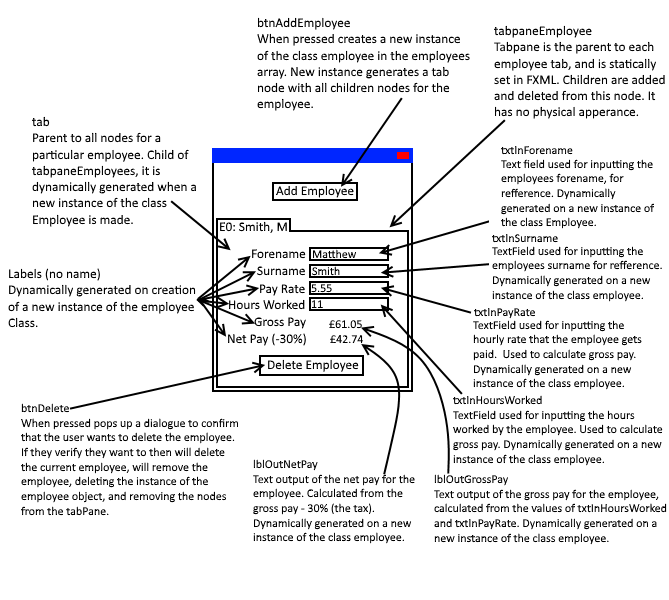 btnAddEmployee
When pressed creates a new instance
of the class employee in the employees
array. New instance generates a tab
node with all children nodes for the
employee.
tabpaneEmployee
Tabpane is the parent to each
employee tab, and is statically
set in FXML. Children are added
and deleted from this node. It
has no physical apperance.
tab
Parent to all nodes for a
particular employee. Child of
tabpaneEmployees, it is
dynamically generated when a
new instance of the class
Employee is made.
Add Employee
E0: Smith, M
Forename Matthew
Surname Smith
Pay Rate 5.55
Hours Worked 11
Gross Pay £61.05
Net Pay (-30%) £42.74
Delete Employee
txtInForename
Text field used for inputting the
employees forename, for
refference. Dynamically
generated on a new instance of
the class Employee.
txtInSurname
TextField used for inputting the
employees surname for refference.
Dynamically generated on a new
instance of the class employee.
Labels (no name)
Dynamically generated on creation
of a new instance of the employee
Class.
txtInPayRate
TextField used for inputting the
hourly rate that the employee gets
paid. Used to calculate gross pay.
Dynamically generated on a new
instance of the class employee.
txtInHoursWorked
TextField used for inputting the hours
worked by the employee. Used to calculate
gross pay. Dynamically generated on a new
instance of the class employee.
btnDelete
When pressed pops up a dialogue to confirm
that the user wants to delete the employee.
If they verify they want to then will delete
the current employee, will remove the
employee, deleting the instance of the
employee object, and removing the nodes
from the tabPane.
lblOutNetPay
Text output of the net pay for the
employee. Calculated from the
gross pay - 30% (the tax).
Dynamically generated on a new
instance of the class employee.
lblOutGrossPay
Text output of the gross pay for the employee,
calculated from the values of txtInHoursWorked
and txtInPayRate. Dynamically generated on a
new instance of the class employee.